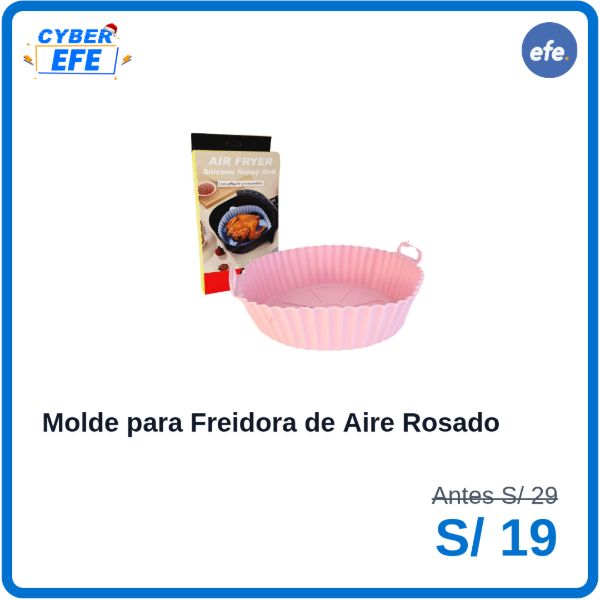 CYBER
EFE
efe.
AIR FRYER
Silicone floppy disk
Molde para Freidora de Aire Rosado
Antes S/ 29
S/ 19